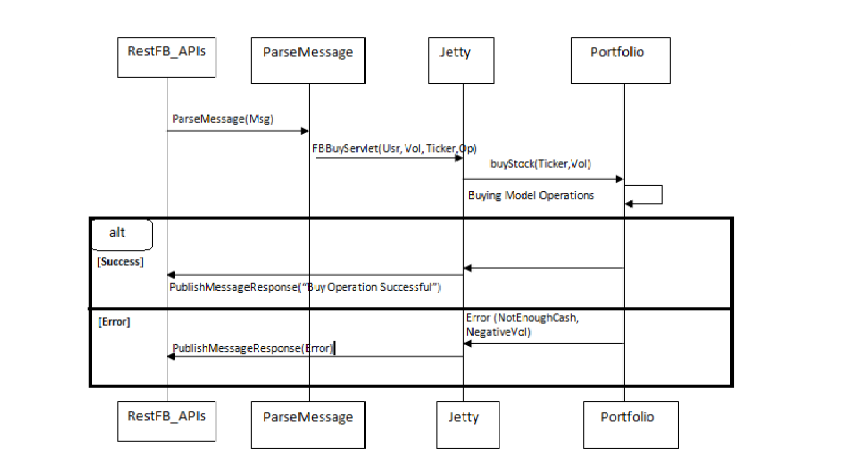 RestFB_APIs
ParseMessage
Jetty
Portfolio
ParseMessage(Msg)
FBBuyServlet(Usr, Vol, Ticker,Op)
buyStock(Ticker,Vol)
Buying Model Operations
alt
[Success]
PublishMessageResponse("Buy Operation Successful")
[Error]
Error (NotEnoughCash,
NegativeVol)
PublishMessageResponse(Error)
RestFB_APIs
ParseMessage
Jetty
Portfolio